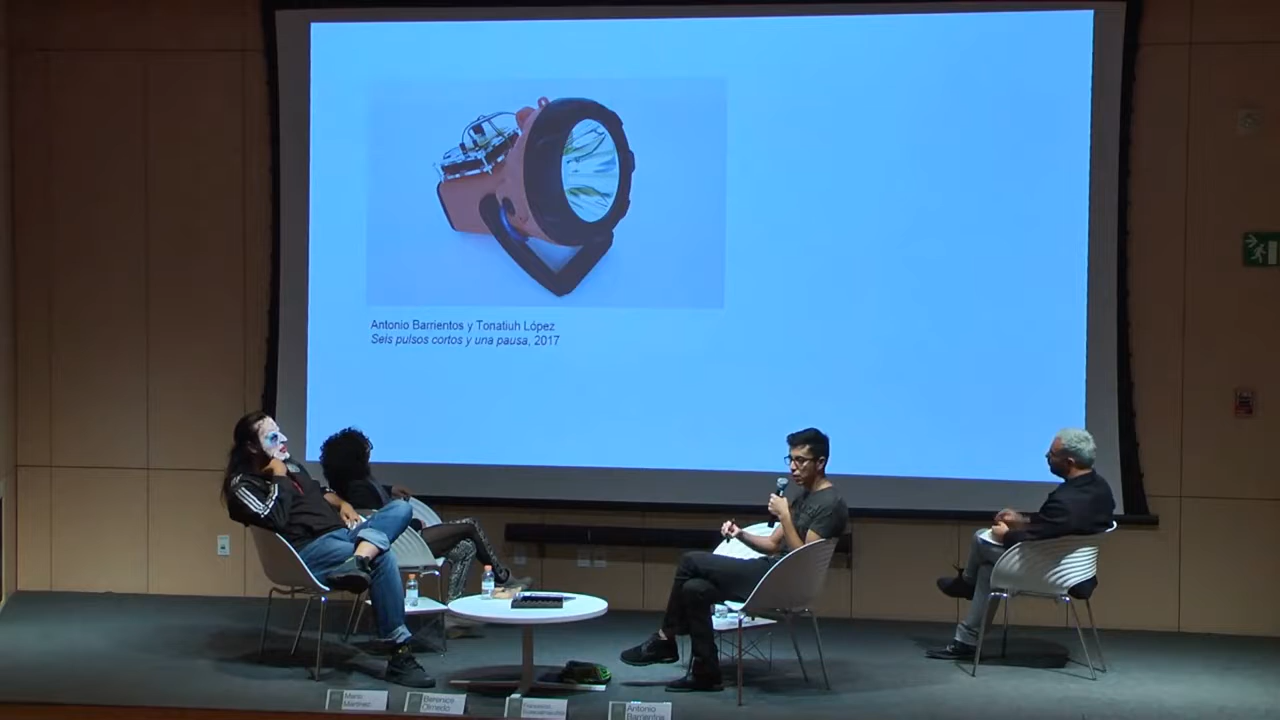 Antonio Barrientos y Tonatiuh López
Seis pulsos cortos y una pausa, 2017
Mario
Martínez
Berenice
Olmedo
Antonio
Barrientos